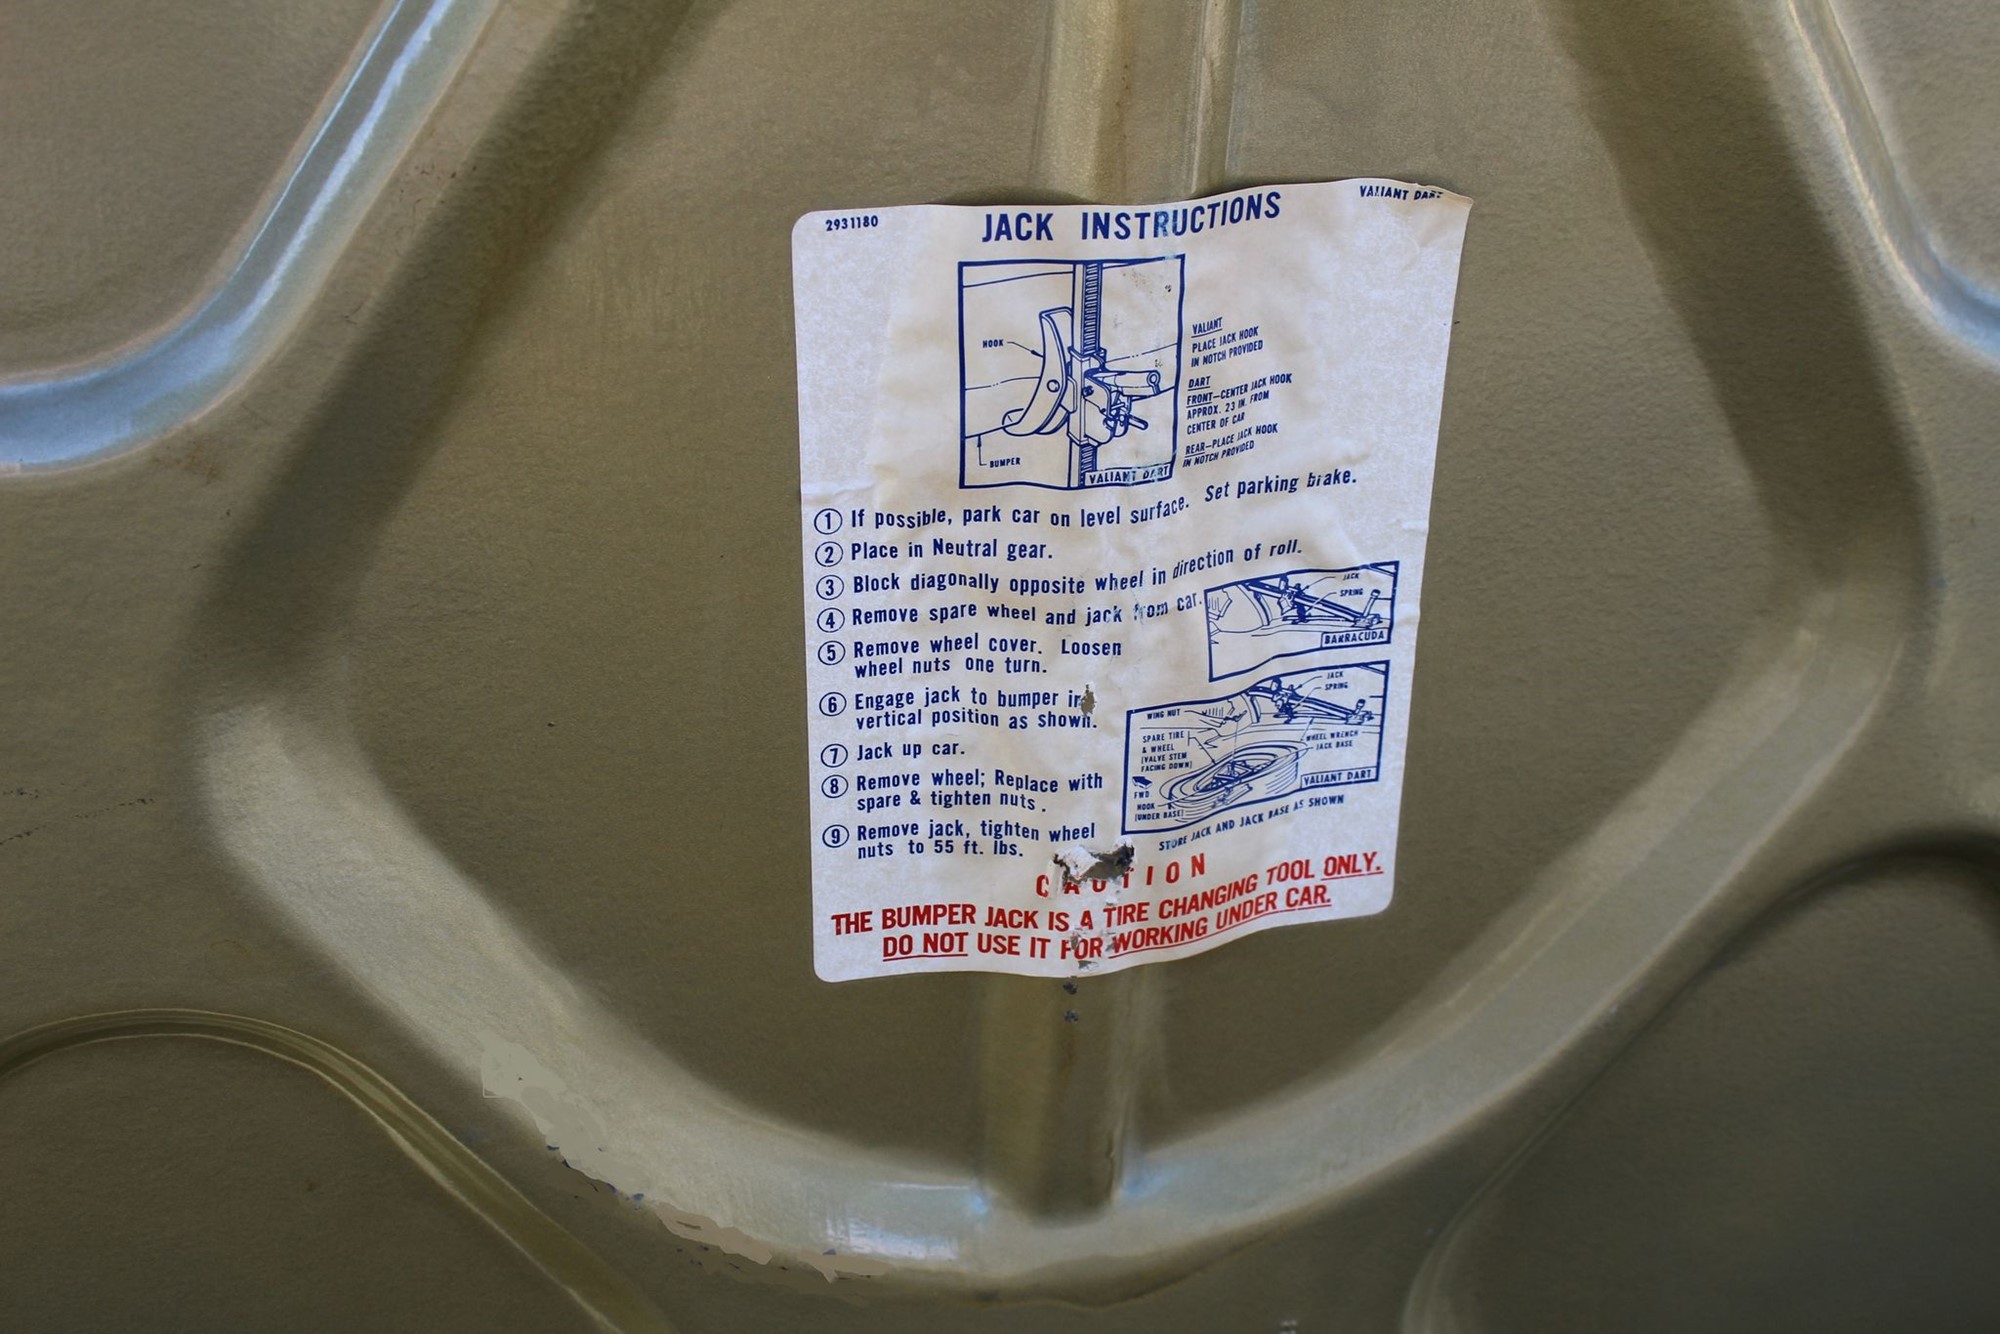 2931180
JACK INSTRUCTIONS
VALIANT DART
HOOK
BUMPER
VALIANT DART
VALIANT
PLACE JACK HOOK
IN NOTCH PROVIDED
DART
FRONT—CENTER JACK HOOK
APPROX. 23 IN. FROM
CENTER OF CAR
REAR—PLACE JACK HOOK
IN NOTCH PROVIDED
1 If possible, park car on level surface. Set parking brake.
2 Place in Neutral gear.
3 Block diagonally opposite wheel in direction of roll.
4 Remove spare wheel and jack from car.
5 Remove wheel cover. Loosen
wheel nuts one turn.
6 Engage jack to bumper in
vertical position as shown.
7 Jack up car.
8 Remove wheel; Replace with
spare & tighten nuts.
9 Remove jack, tighten wheel
nuts to 55 ft. lbs.
JACK
SPRING
BARRACUDA
JACK
SPRING
WING NUT
SPARE TIRE
& WHEEL
(VALVE STEM
FACING DOWN)
WHEEL WRENCH
JACK BASE
FWD.
HOOK
(UNDER BASE)
VALIANT DART
STORE JACK AND JACK BASE AS SHOWN
CAUTION
THE BUMPER JACK IS A TIRE CHANGING TOOL ONLY.
DO NOT USE IT FOR WORKING UNDER CAR.